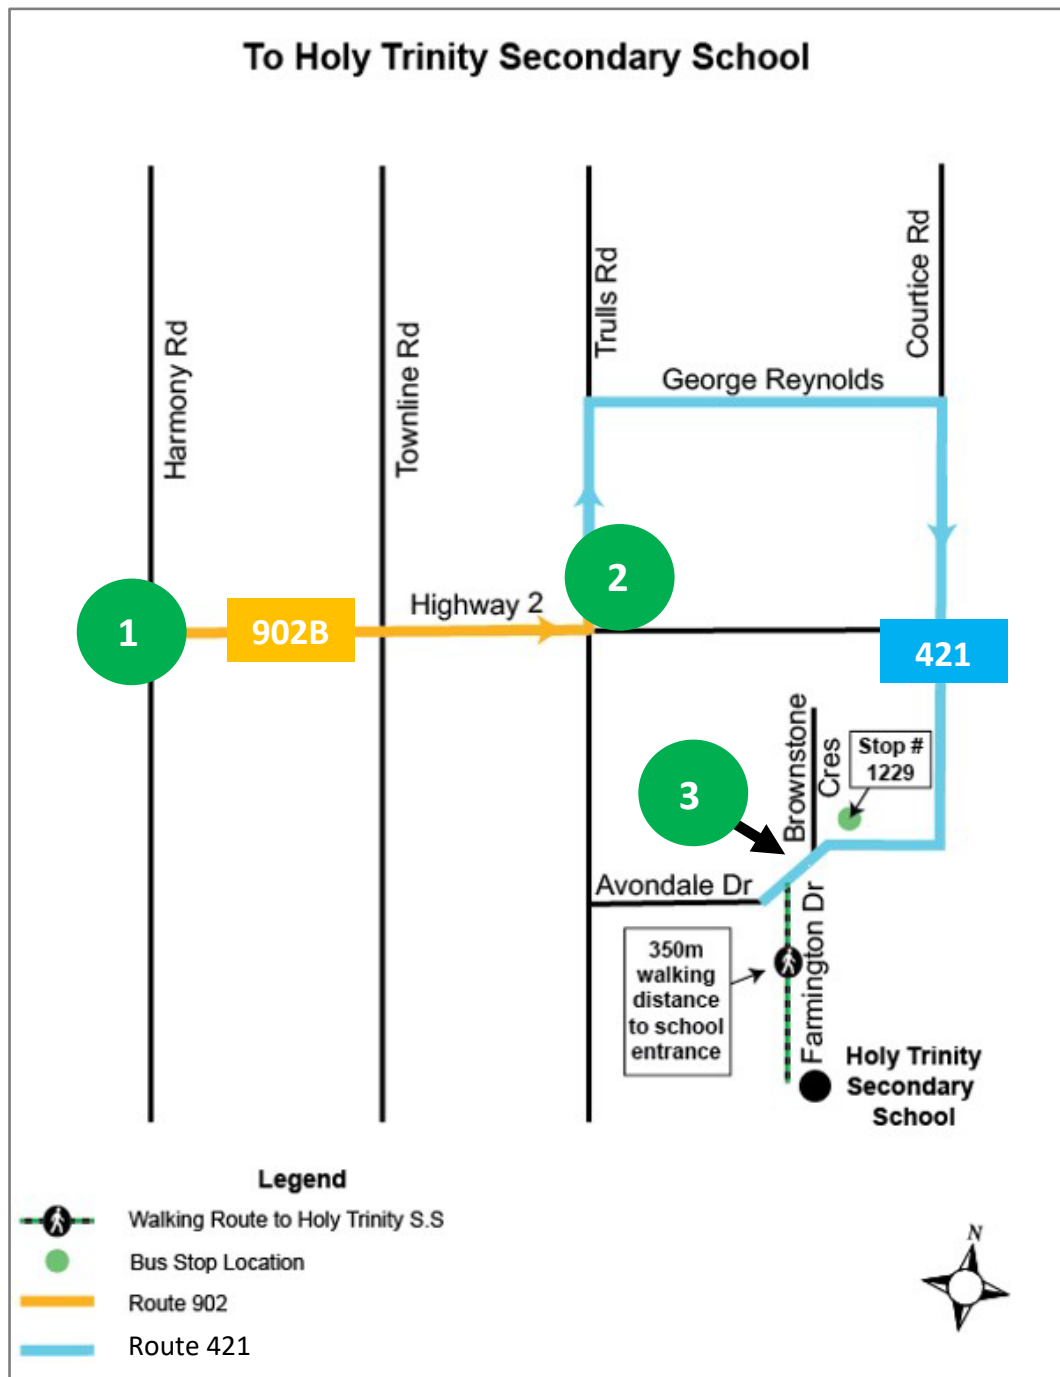 To Holy Trinity Secondary School
Harmony Rd
Townline Rd
Trulls Rd
Courtice Rd
George Reynolds
1
902B
Highway 2
2
421
3
Brownstone
Cres
Stop #
1229
Avondale Dr
350m
walking
distance
to school
entrance
Farmington Dr
Holy Trinity
Secondary
School
Legend
Walking Route to Holy Trinity S.S
Bus Stop Location
Route 902
Route 421
N